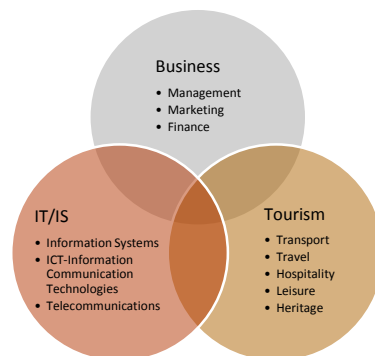 Business
• Management
• Marketing
• Finance
IT/IS
• Information Systems
• ICT-Information
Communication
Technologies
• Telecommunications
Tourism
• Transport
• Travel
• Hospitality
• Leisure
• Heritage